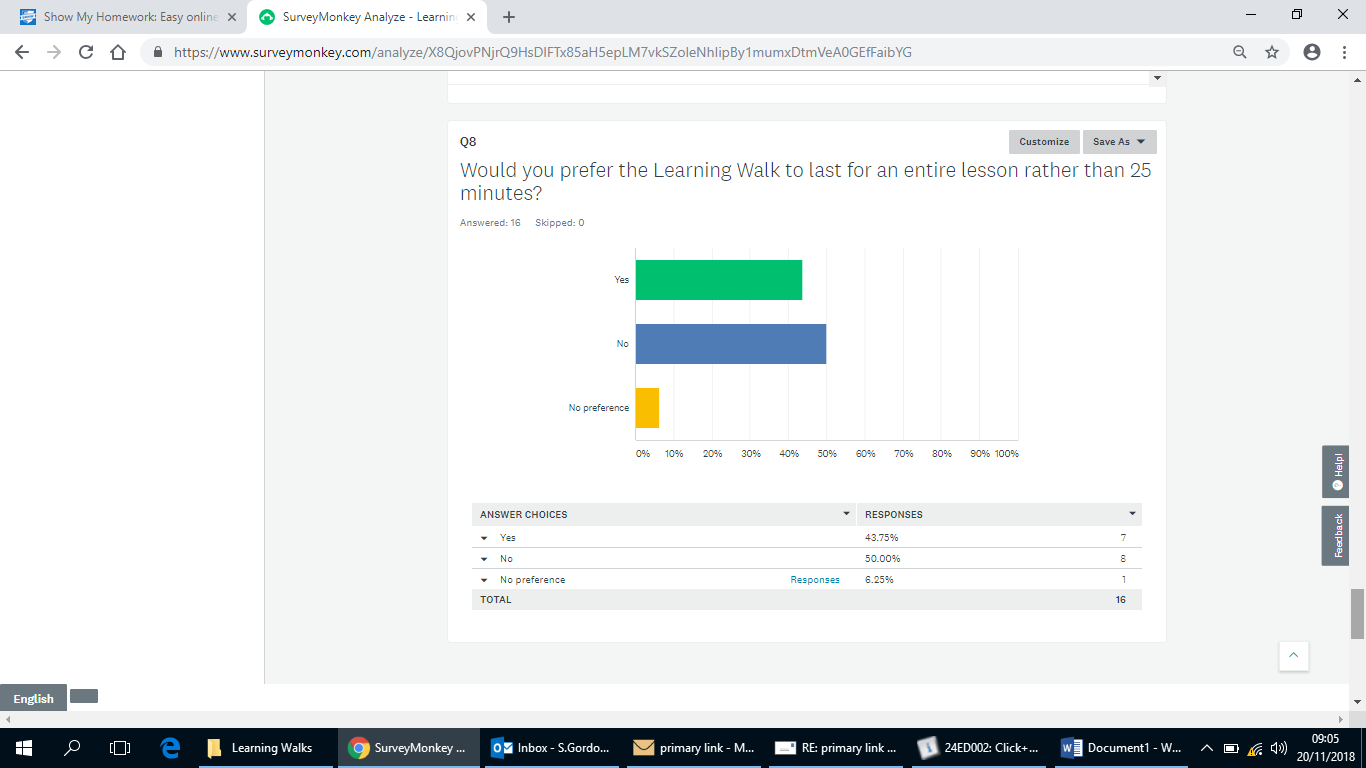 Show My Homework: Easy online
SurveyMonkey Analyze - Learnin
https://www.surveymonkey.com/analyze/
Q8
Customize
Save As
Would you prefer the Learning Walk to last for an entire lesson rather than 25
minutes?
Answered: 16 Skipped: 0
Yes
No
No preference
0% 10% 20% 30% 40% 50% 60% 70% 80% 90% 100%
ANSWER CHOICES RESPONSES
Yes 43.75% 7
No 50.00% 8
No preference Responses 6.25% 1
TOTAL 16
Help!
Feedback
English
Learning Walks
SurveyMonkey ...
Inbox - S.Gordo...
primary link - M...
RE: primary link ...
24ED002: Click+...
Document1 - W...
09:05
20/11/2018